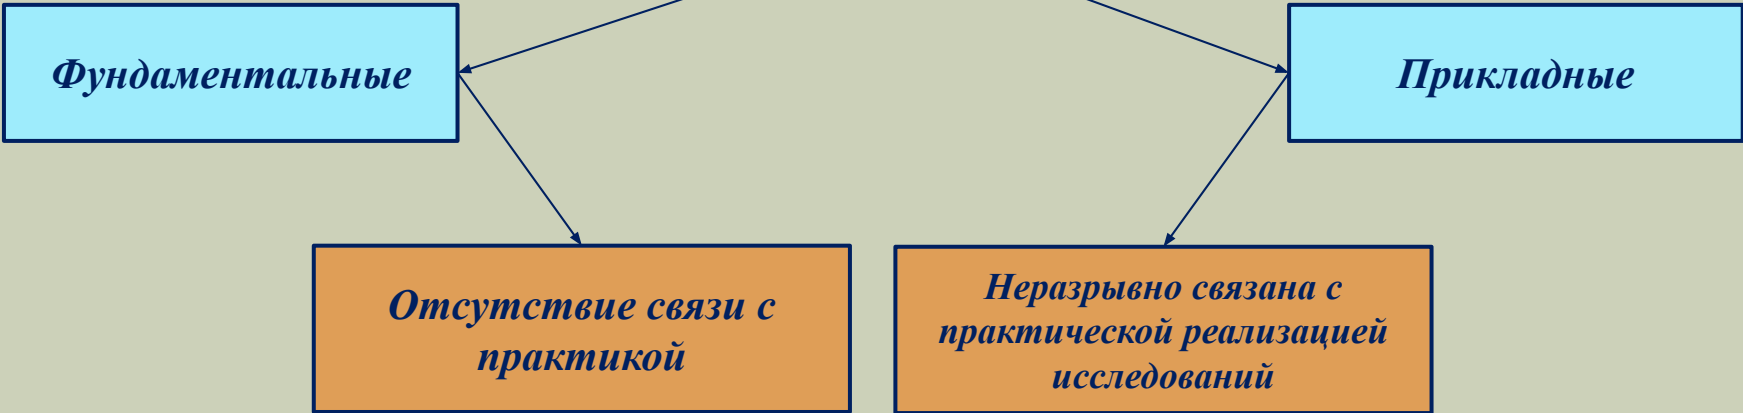 Фундаментальные
Прикладные
Отсутствие связи с
практикой
Неразрывно связана с
практической реализацией
исследований